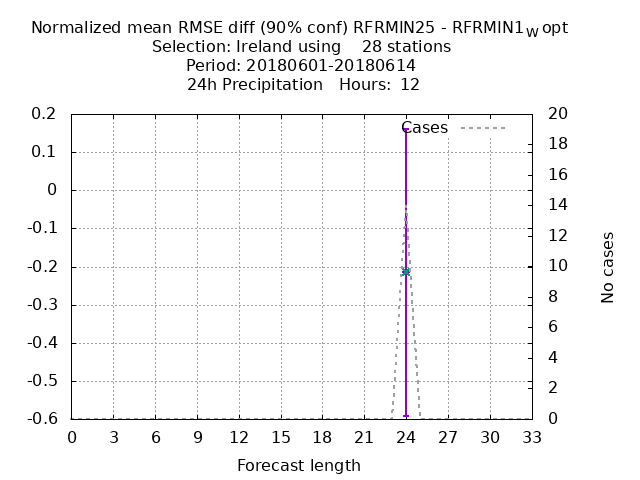 Normalized mean RMSE diff (90% conf) RFRMIN25 - RFRMIN1wopt
Selection: Ireland using 28 stations
Period: 20180601-20180614
24h Precipitation Hours: 12
Cases
0.2
0.1
0
-0.1
-0.2
-0.3
-0.4
-0.5
-0.6
20
18
16
14
12
10
8
6
4
2
0
No cases
0 3 6 9 12 15 18 21 24 27 30 33
Forecast length